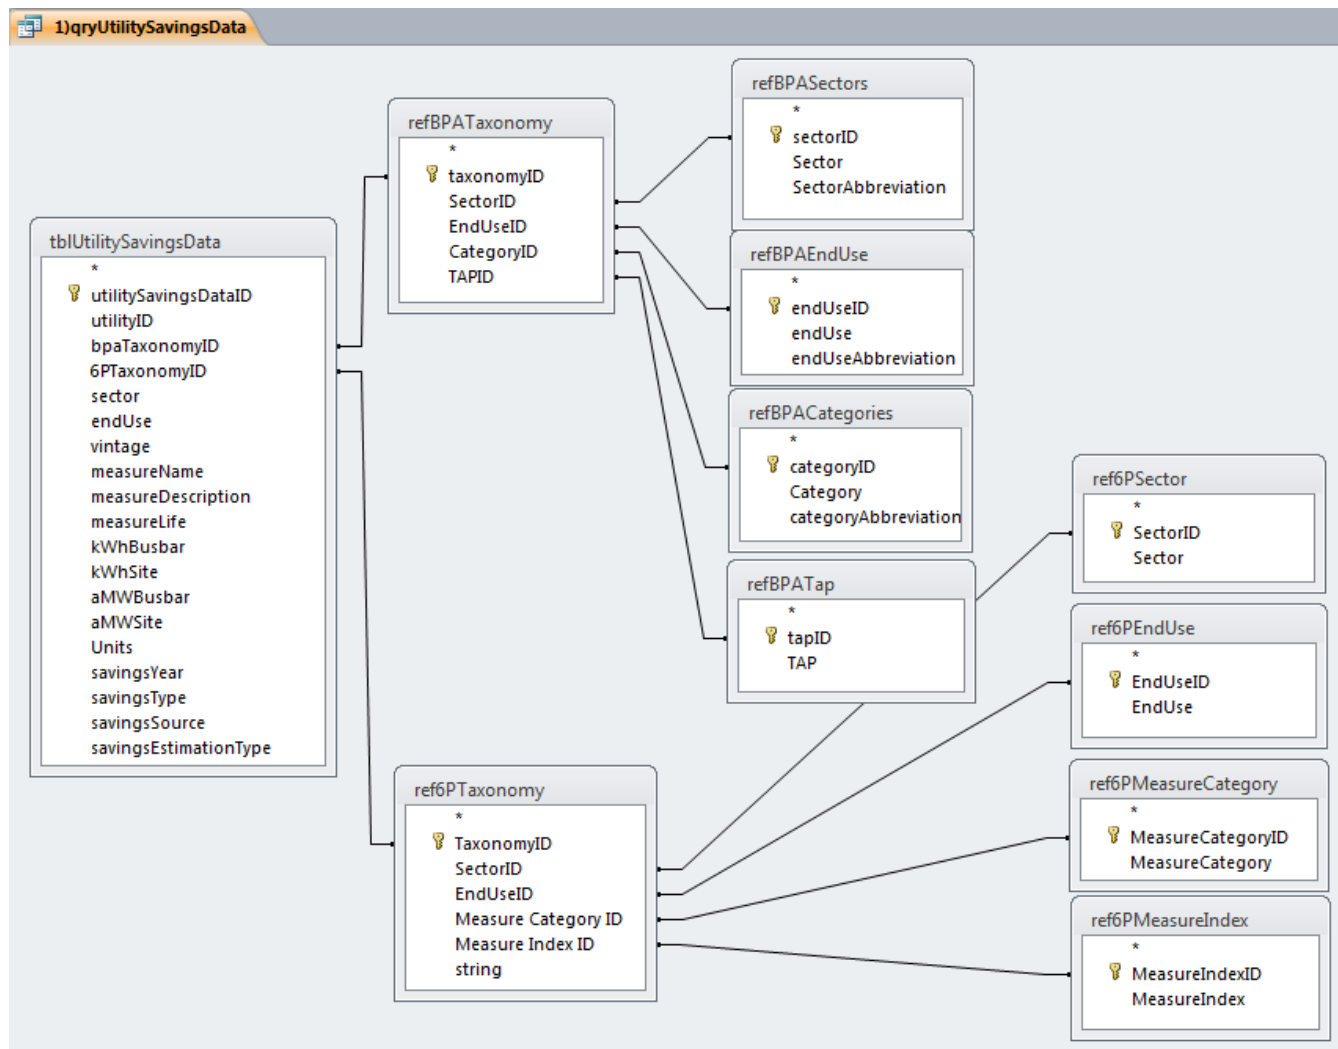 1)qryUtilitySavingsData
tblUtilitySavingsData
*
utilitySavingsDataID
utilityID
bpaTaxonomyID
6PTaxonomyID
sector
endUse
vintage
measureName
measureDescription
measureLife
kWhBusbar
kWhSite
aMWBusbar
aMWSite
Units
savingsYear
savingsType
savingsSource
savingsEstimationType
refBPATaxonomy
*
taxonomyID
SectorID
EndUseID
CategoryID
TAPID
ref6PTaxonomy
*
TaxonomyID
SectorID
EndUseID
Measure Category ID
Measure Index ID
string
refBPASectors
*
sectorID
Sector
SectorAbbreviation
refBPAEndUse
*
endUseID
endUse
endUseAbbreviation
refBPACategories
*
categoryID
Category
categoryAbbreviation
refBPATap
*
tapID
TAP
ref6PSector
*
SectorID
Sector
ref6PEndUse
*
EndUseID
EndUse
ref6PMeasureCategory
*
MeasureCategoryID
MeasureCategory
ref6PMeasureIndex
*
MeasureIndexID
MeasureIndex